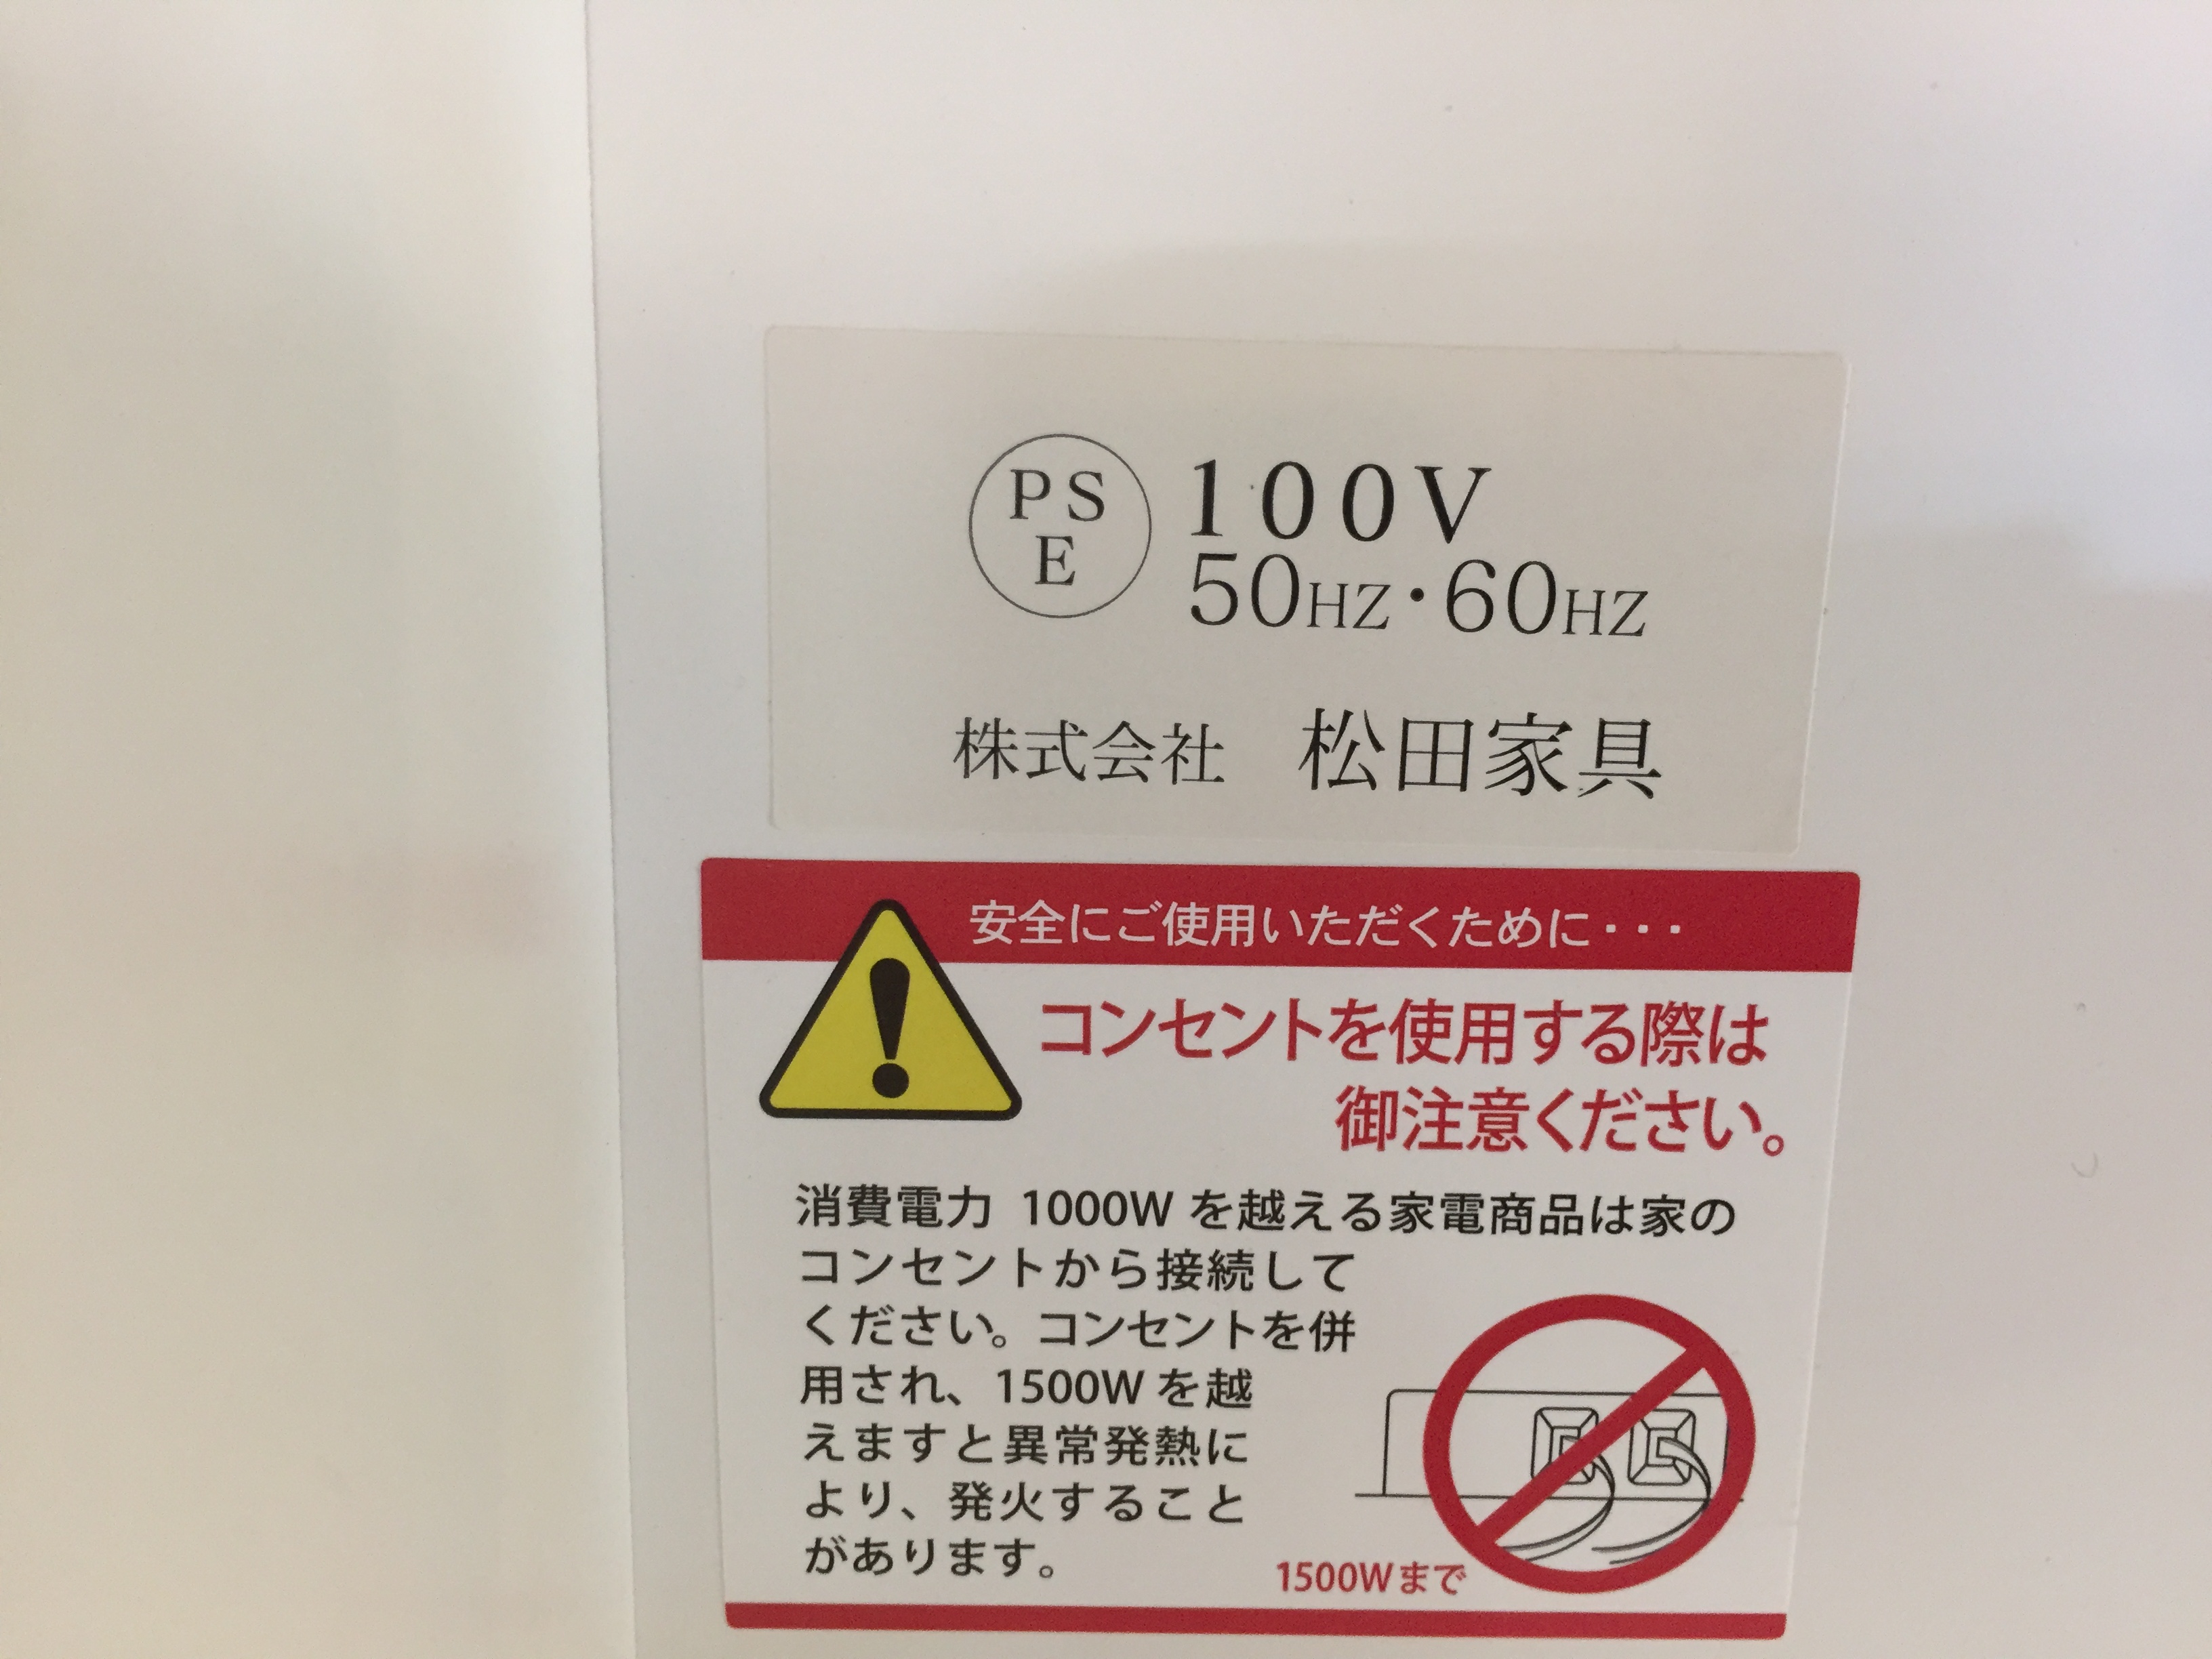 PS
E
100V
50HZ・60HZ
株式会社 松田家具
安全にご使用いただくために・・・
コンセントを使用する際は
御注意ください。
消費電力 1000W を越える家電商品は家の
コンセントから接続して
ください。コンセントを併
用され、1500W を越
えますと異常発熱に
より、発火すること
があります。
1500Wまで